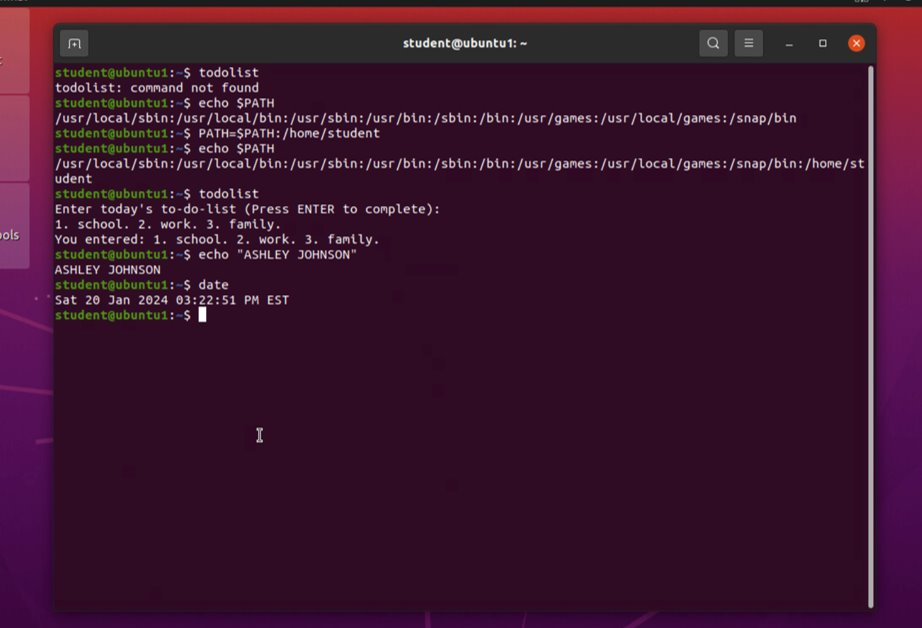 student@ubuntu1: ~
student@ubuntu1:~$ todolist
todolist: command not found
student@ubuntu1:~$ echo $PATH
/usr/local/sbin:/usr/local/bin:/usr/sbin:/usr/bin:/sbin:/bin:/usr/games:/usr/local/games:/snap/bin
student@ubuntu1:~$ PATH=$PATH:/home/student
student@ubuntu1:~$ echo $PATH
/usr/local/sbin:/usr/local/bin:/usr/sbin:/usr/bin:/sbin:/bin:/usr/games:/usr/local/games:/snap/bin:/home/st
udent
student@ubuntu1:~$ todolist
Enter today's to-do-list (Press ENTER to complete):
1. school. 2. work. 3. family.
You entered: 1. school. 2. work. 3. family.
ools
student@ubuntu1:~$ echo "ASHLEY JOHNSON"
ASHLEY JOHNSON
student@ubuntu1:~$ date
Sat 20 Jan 2024 03:22:51 PM EST
student@ubuntu1:~$